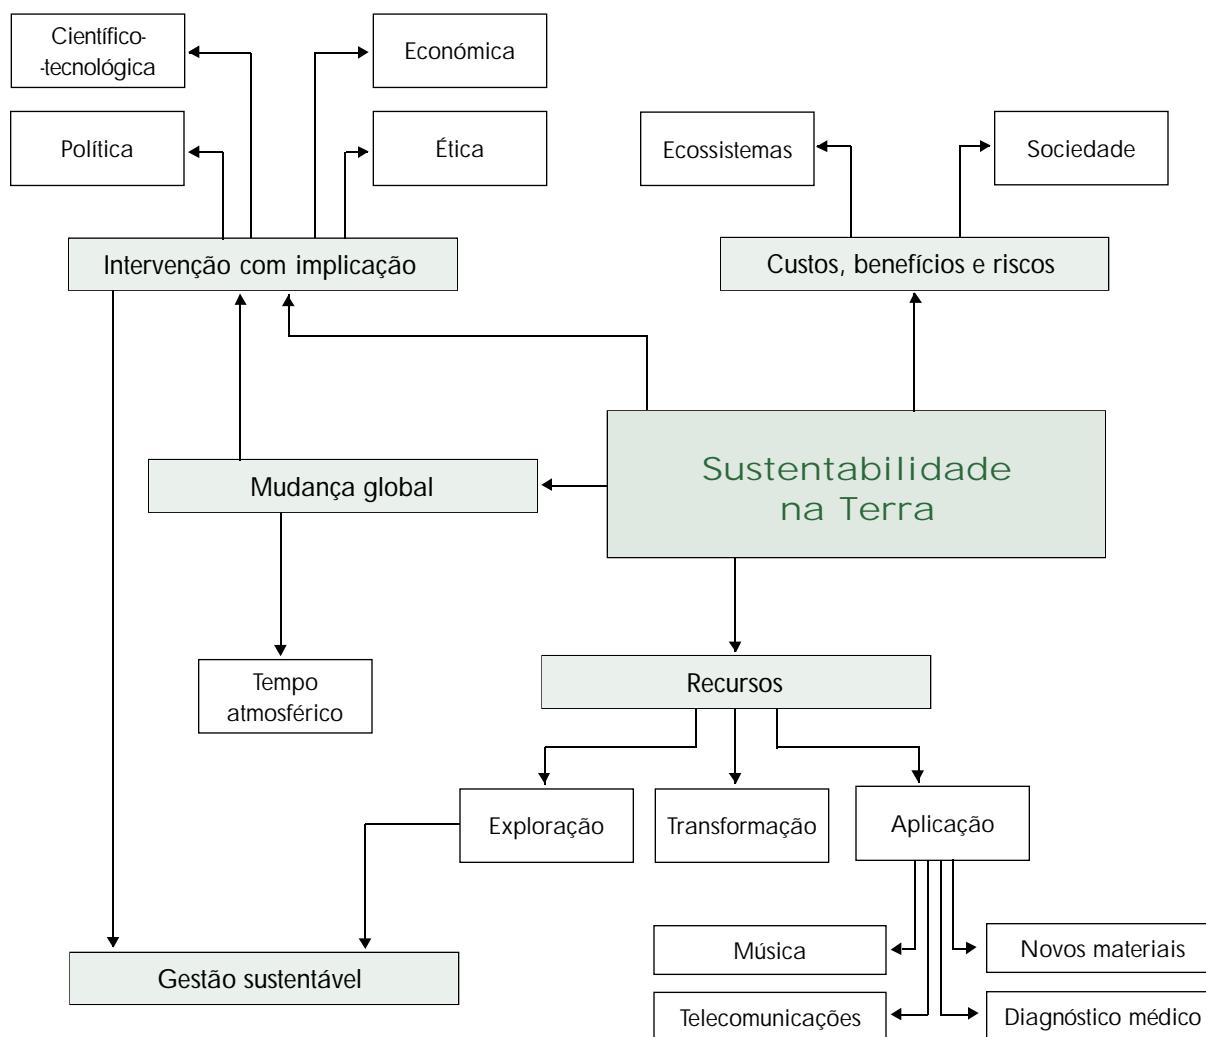 Científico-
-tecnológica
Económica
Política
Ética
Ecossistemas
Sociedade
Intervenção com implicação
Custos, benefícios e riscos
Mudança global
Sustentabilidade
na Terra
Tempo
atmosférico
Recursos
Exploração
Transformação
Aplicação
Música
Novos materiais
Gestão sustentável
Telecomunicações
Diagnóstico médico